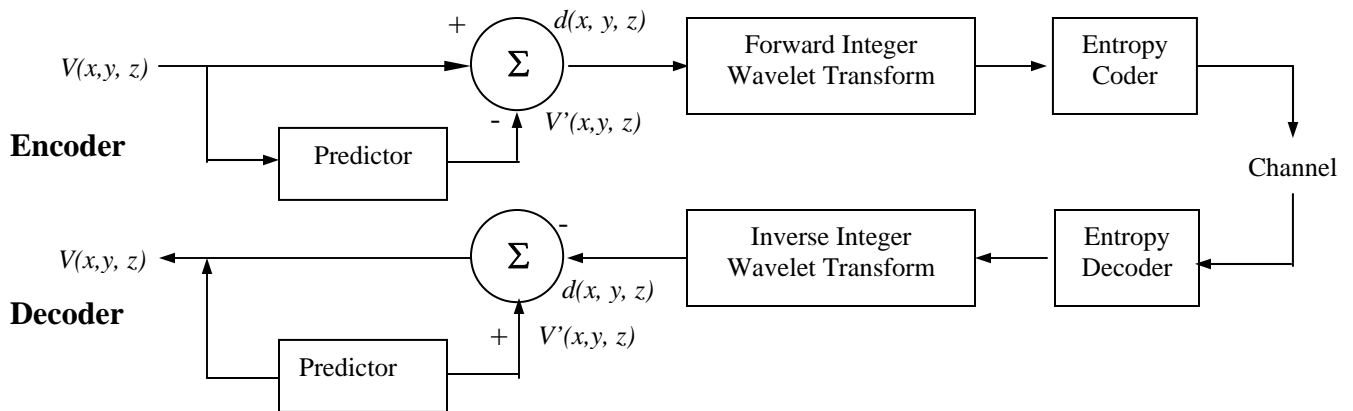 d(x, y, z)
+
V(x,y, z)
Σ
Forward Integer
Wavelet Transform
Entropy
Coder
-
V’(x,y, z)
Encoder
Predictor
Channel
-
V(x,y, z)
Σ
Inverse Integer
Wavelet Transform
Entropy
Decoder
d(x, y, z)
Decoder
+
V’(x,y, z)
Predictor